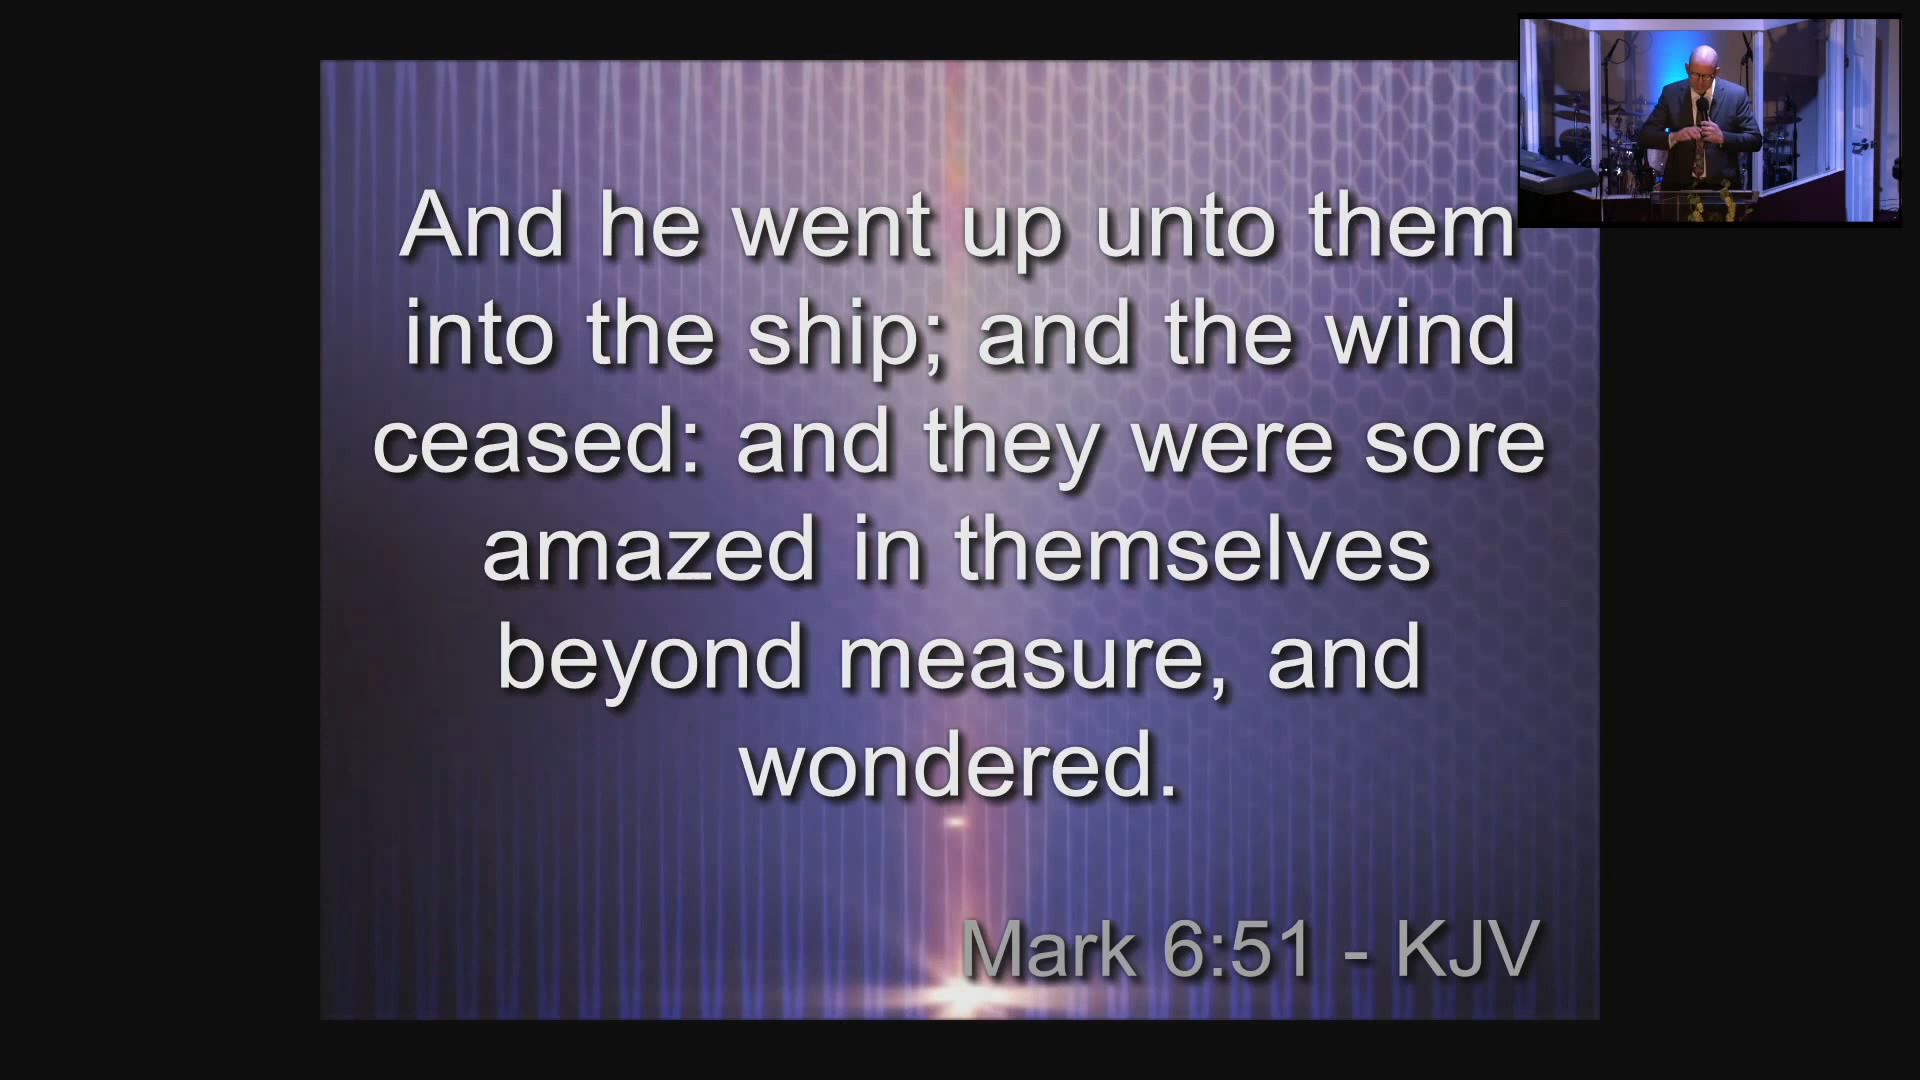 And he went up unto them
into the ship; and the wind
ceased: and they were sore
amazed in themselves
beyond measure, and
wondered.
Mark 6:51 - KJV